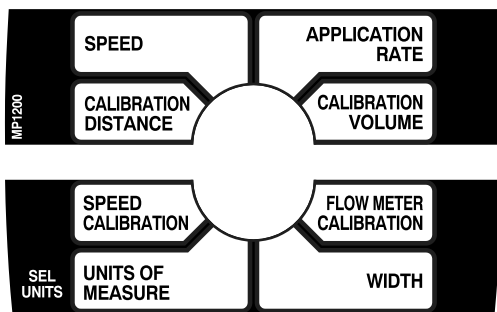 SPEED
APPLICATION
RATE
MP1200
CALIBRATION
DISTANCE
CALIBRATION
VOLUME
SPEED
CALIBRATION
FLOW METER
CALIBRATION
SEL
UNITS
UNITS OF
MEASURE
WIDTH